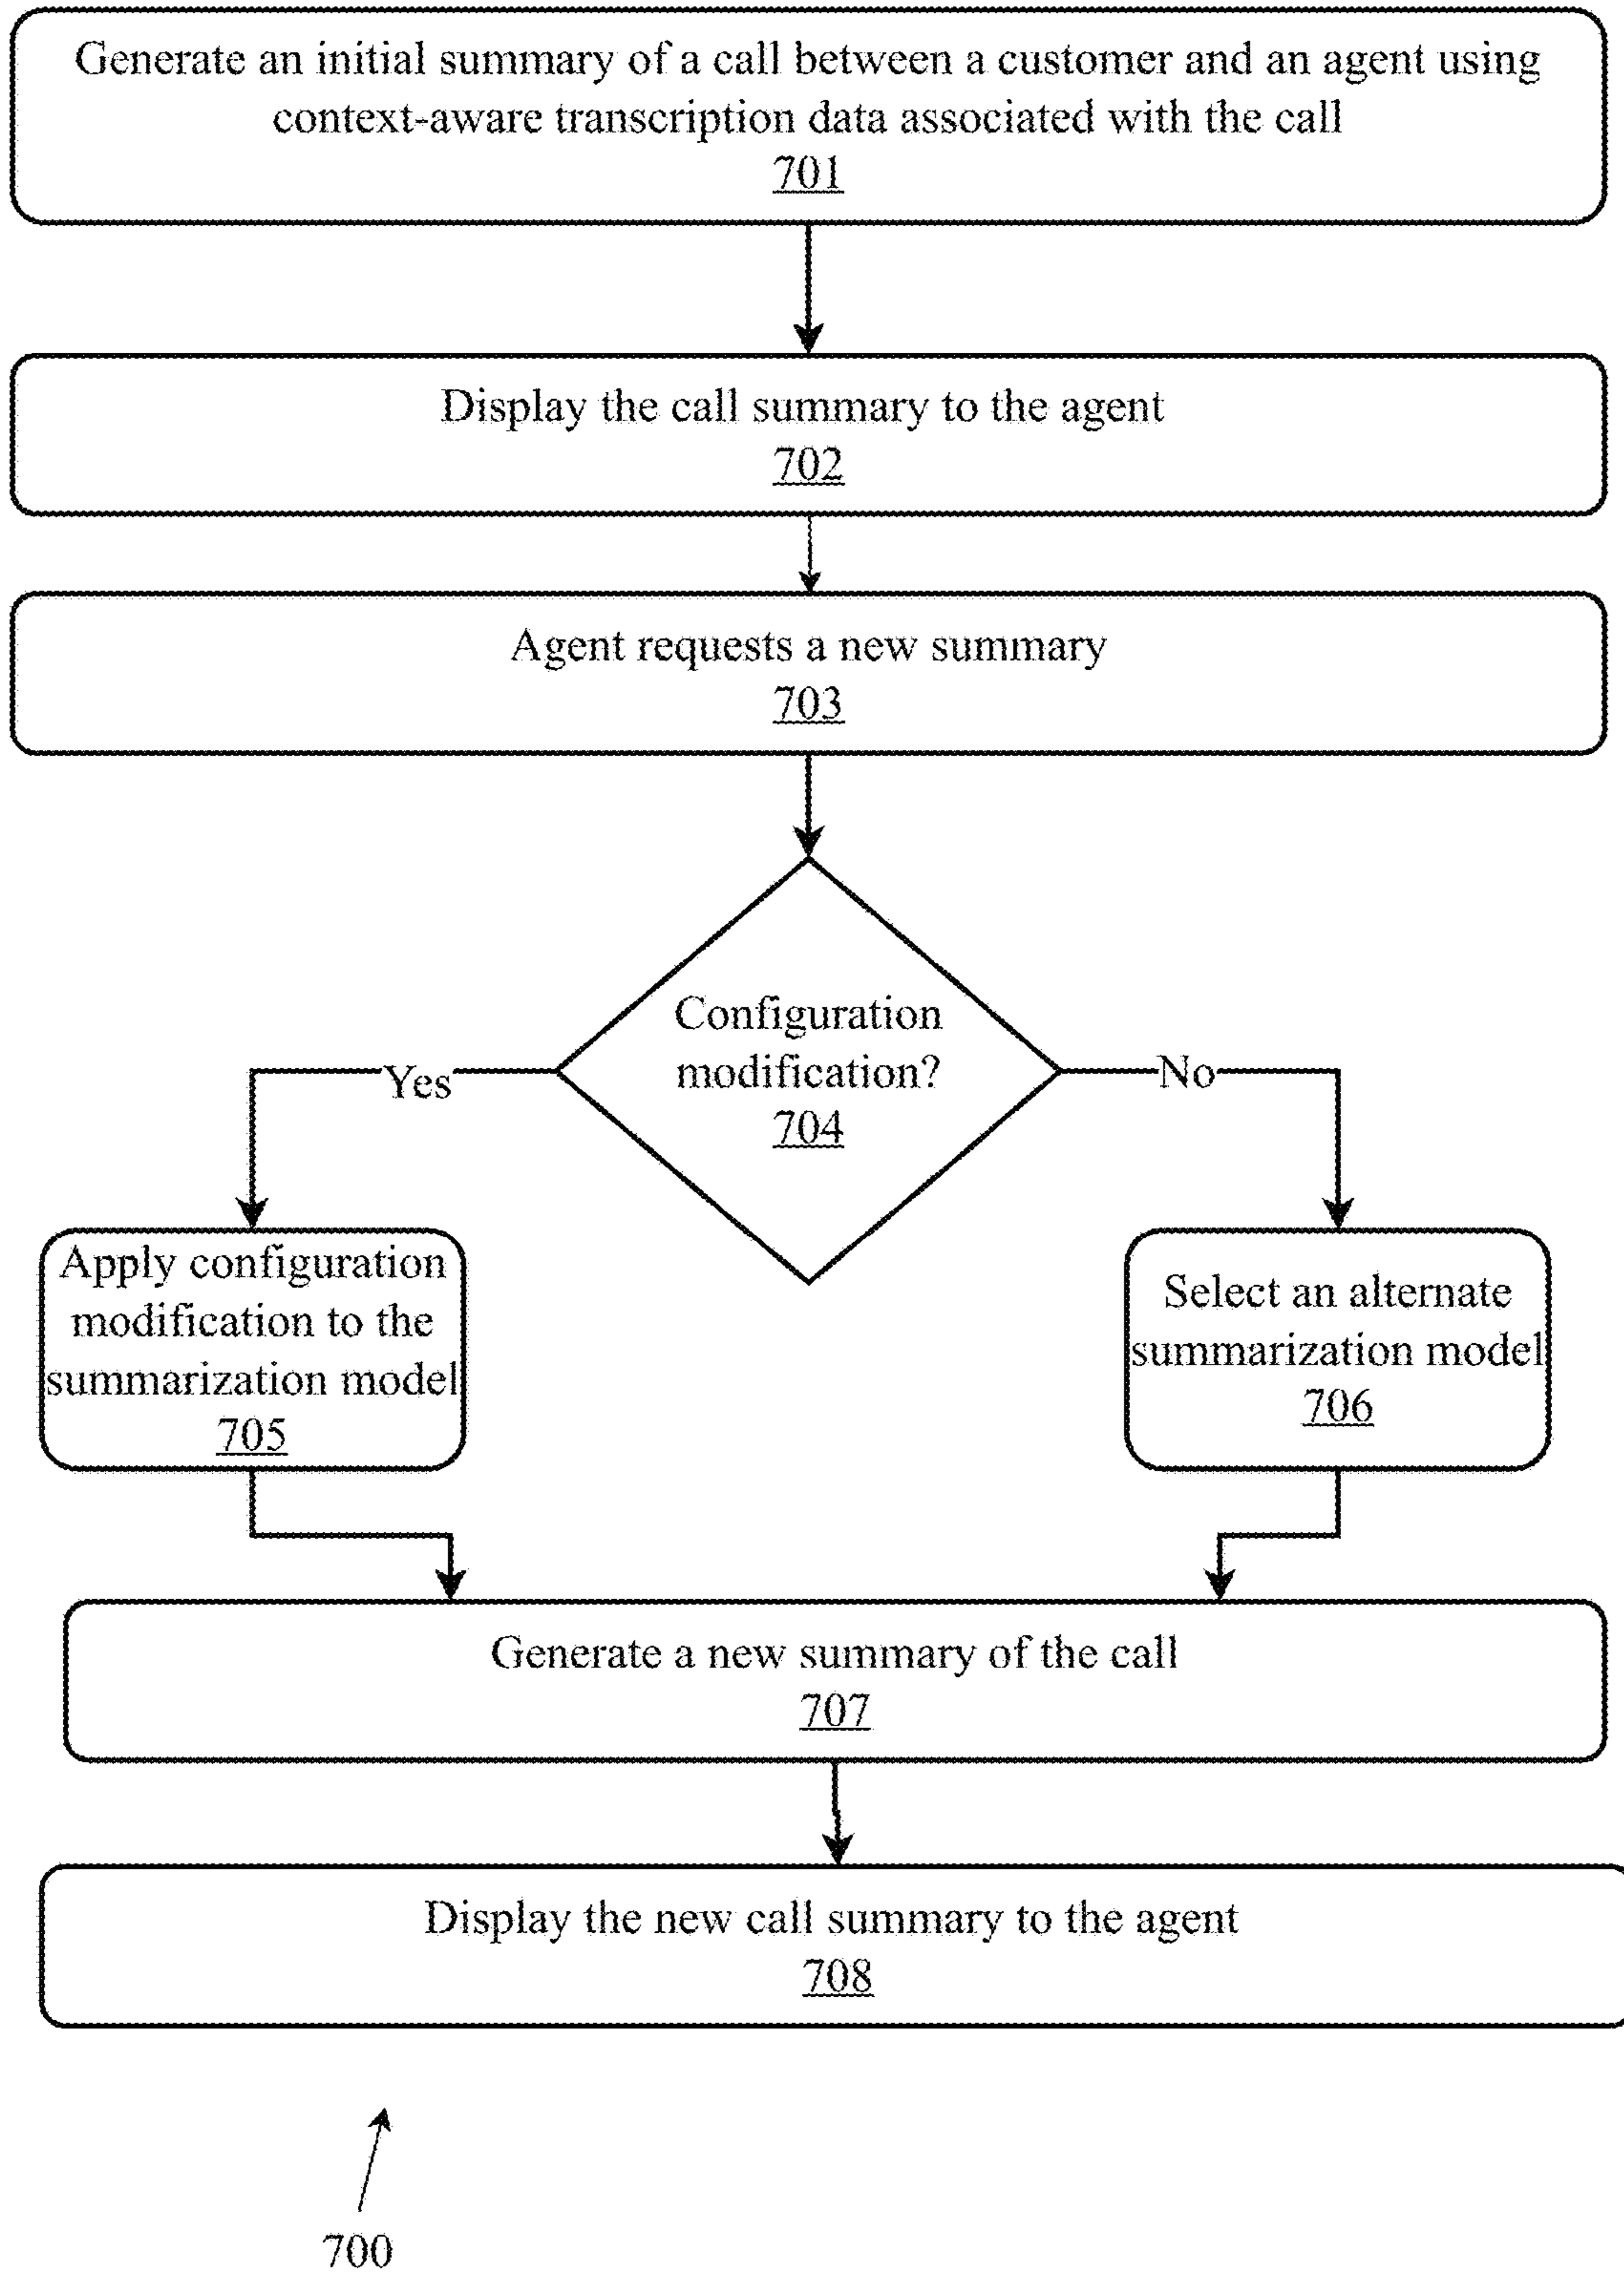 Generate an initial summary of a call between a customer and an agent using
context-aware transcription data associated with the call
701
Display the call summary to the agent
702
Agent requests a new summary
703
Configuration
modification?
704
Yes
No
Apply configuration
modification to the
summarization model
705
Select an alternate
summarization model
706
Generate a new summary of the call
707
Display the new call summary to the agent
708
700